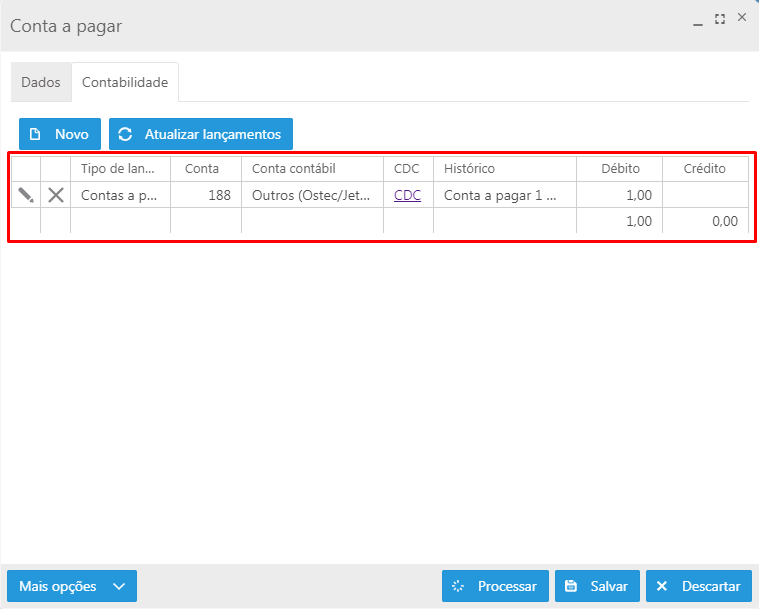 Conta a pagar
Dados Contabilidade
Novo Atualizar lançamentos
Tipo de lan... Conta Conta contábil CDC Histórico Débito Crédito
Contas a p... 188 Outros (Ostec/Jet... CDC Conta a pagar 1 ... 1,00
1,00 0,00
Mais opções Processar Salvar Descartar